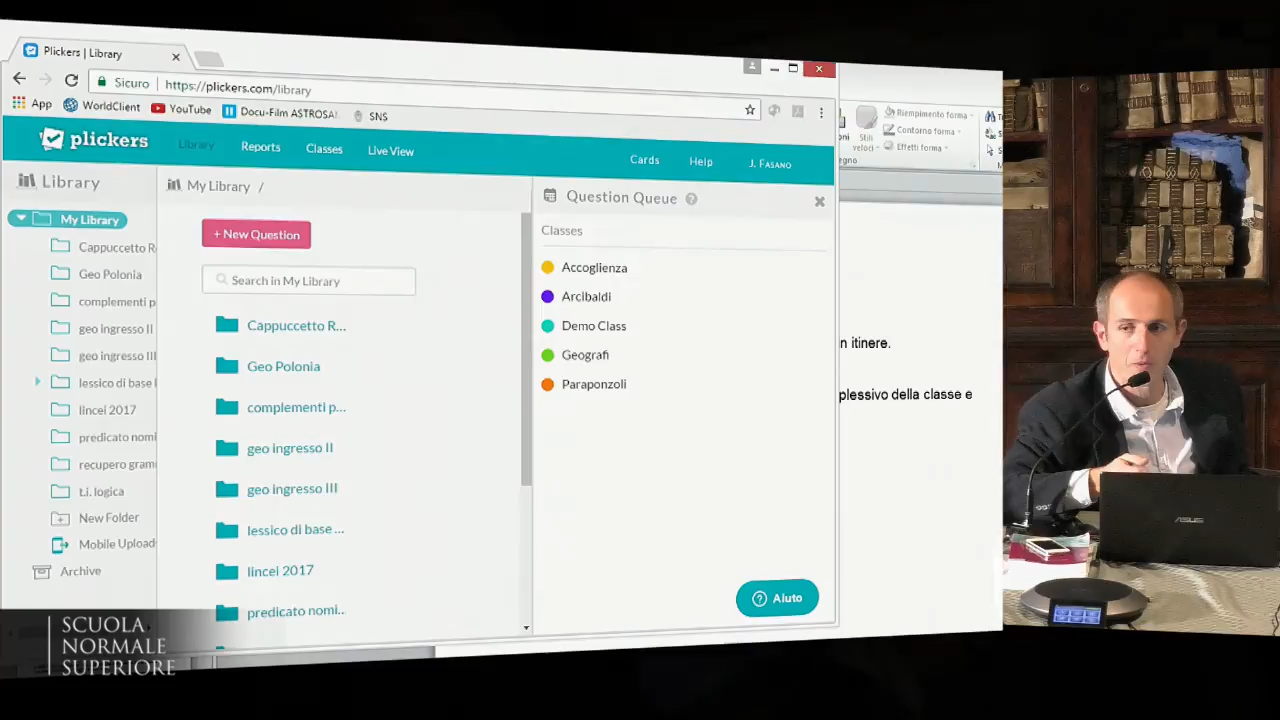 Plickers | Library
Sicuro
https://plickers.com/library
App
WorldClient
YouTube
Docu-Film ASTROSA
SNS
plickers
Library
Reports
Classes
Live View
Cards
Help
J. Fasano
Library
My Library
Cappuccetto R
Geo Polonia
complementi p
geo ingresso II
geo ingresso III
lessico di base
lincei 2017
predicato nomi
recupero gram
t.i. logica
New Folder
Mobile Upload
Archive
My Library /
+ New Question
Search in My Library
Cappuccetto R...
Geo Polonia
complementi p...
geo ingresso II
geo ingresso III
lessico di base ...
lincei 2017
predicato nomi...
Question Queue
Classes
Accoglienza
Arcibaldi
Demo Class
Geografi
Paraponzoli
Aiuto
Riempimento forma
Contorno forma
Effetti forma
Stili
veloci
n itinere.
plessivo della classe e
ASUS
SCUOLA
NORMALE
SUPERIORE